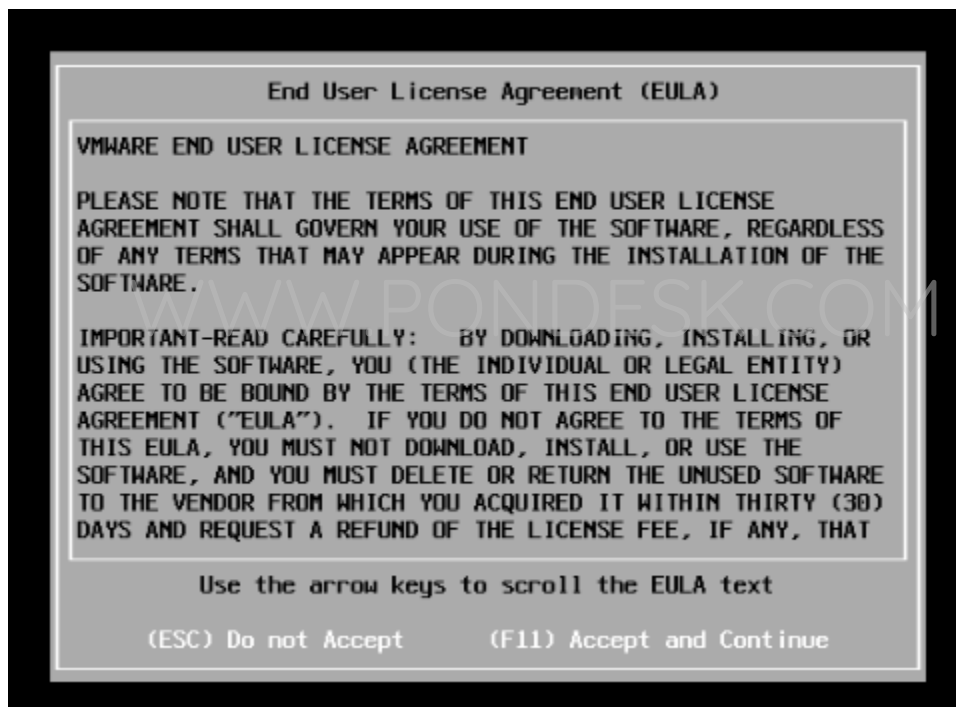 End User License Agreement (EULA)
VMWARE END USER LICENSE AGREEMENT
PLEASE NOTE THAT THE TERMS OF THIS END USER LICENSE
AGREEMENT SHALL GOVERN YOUR USE OF THE SOFTWARE, REGARDLESS
OF ANY TERMS THAT MAY APPEAR DURING THE INSTALLATION OF THE
SOFTWARE.
WWW.PONDESK.COM
IMPORTANT-READ CAREFULLY:   BY DOWNLOADING, INSTALLING, OR
USING THE SOFTWARE, YOU (THE INDIVIDUAL OR LEGAL ENTITY)
AGREE TO BE BOUND BY THE TERMS OF THIS END USER LICENSE
AGREEMENT ("EULA").  IF YOU DO NOT AGREE TO THE TERMS OF
THIS EULA, YOU MUST NOT DOWNLOAD, INSTALL, OR USE THE
SOFTWARE, AND YOU MUST DELETE OR RETURN THE UNUSED SOFTWARE
TO THE VENDOR FROM WHICH YOU ACQUIRED IT WITHIN THIRTY (30)
DAYS AND REQUEST A REFUND OF THE LICENSE FEE, IF ANY, THAT
Use the arrow keys to scroll the EULA text
(ESC) Do not Accept (F11) Accept and Continue